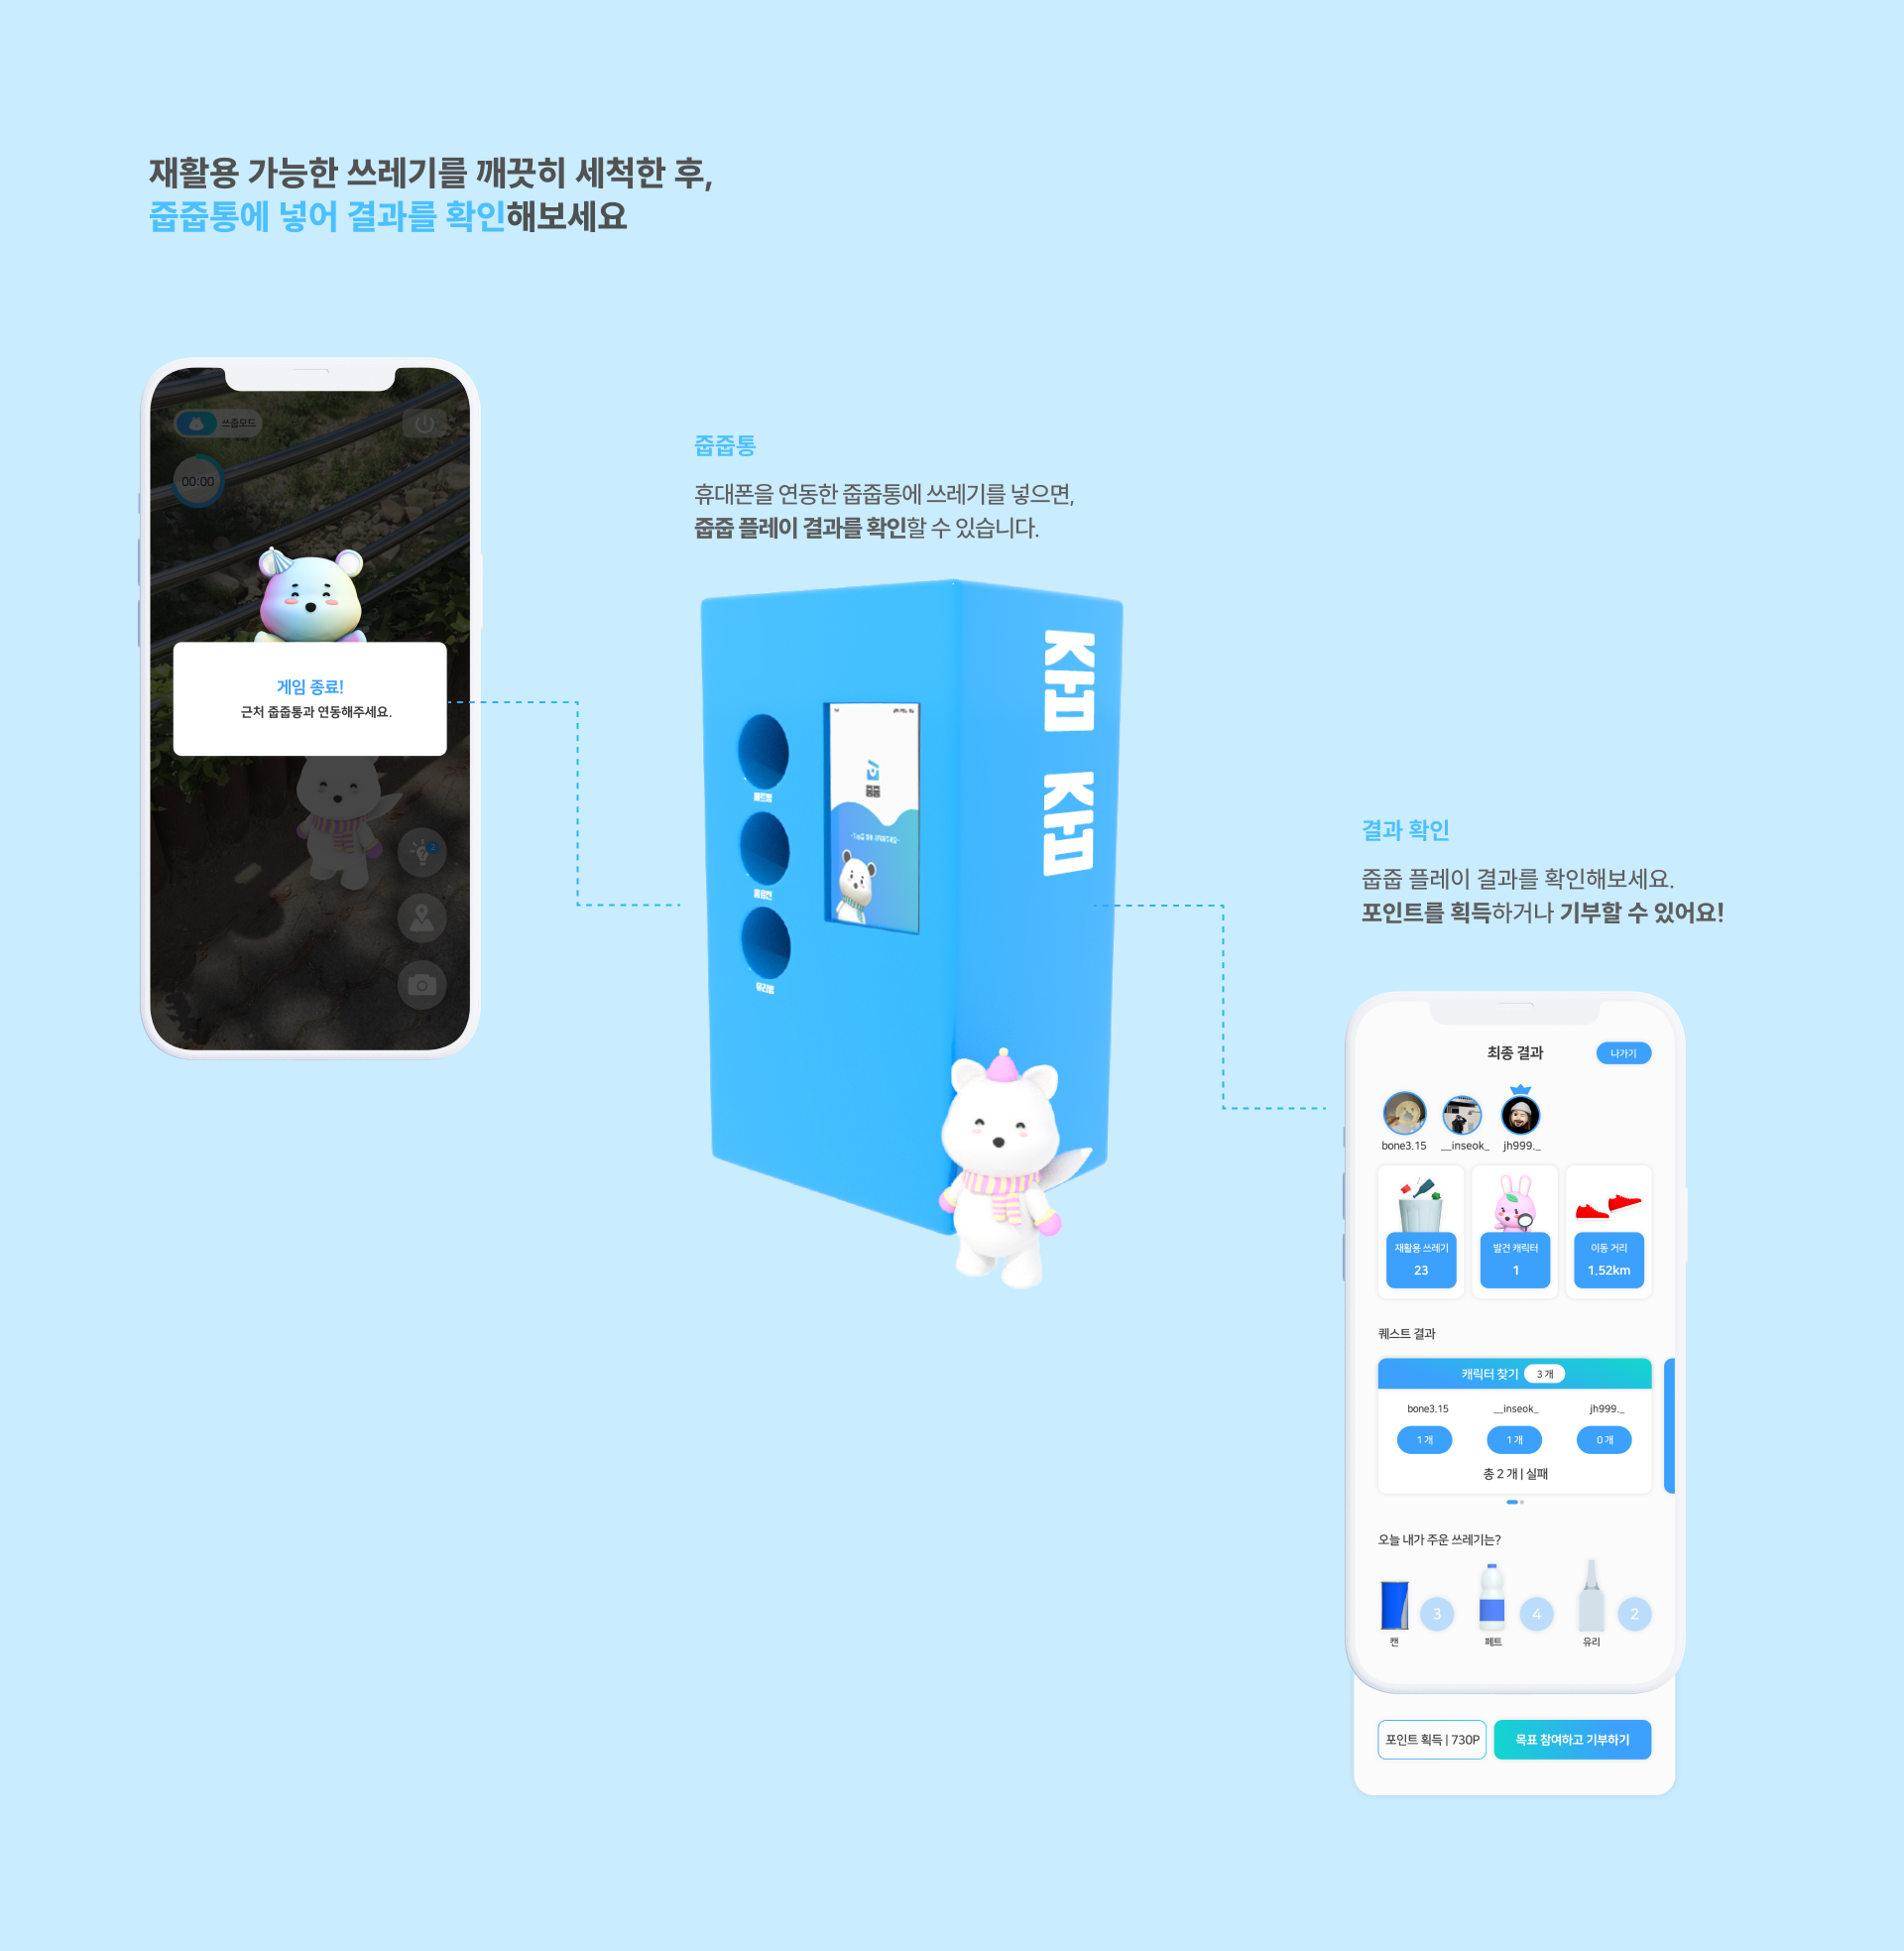 재활용 가능한 쓰레기를 깨끗히 세척한 후,
줍줍통에 넣어 결과를 확인해보세요
쓰줍모드
00:00
게임 종료!
근처 줍줍통과 연동해주세요.
2
줍줍통
휴대폰을 연동한 줍줍통에 쓰레기를 넣으면,
줍줍 플레이 결과를 확인할 수 있습니다.
줍줍
줍줍
플라스틱
유리병
결과 확인
줍줍 플레이 결과를 확인해보세요.
포인트를 획득하거나 기부할 수 있어요!
최종 결과
나가기
bone3.15
__inseok_
jh999._
재활용 쓰레기
23
발견 캐릭터
1
이동 거리
1.52km
퀘스트 결과
캐릭터 찾기
3 개
bone3.15
__inseok_
jh999._
1 개
1 개
0 개
총 2 개 | 실패
오늘 내가 주운 쓰레기는?
3
4
2
캔
페트
유리
포인트 획득 | 730P
목표 참여하고 기부하기